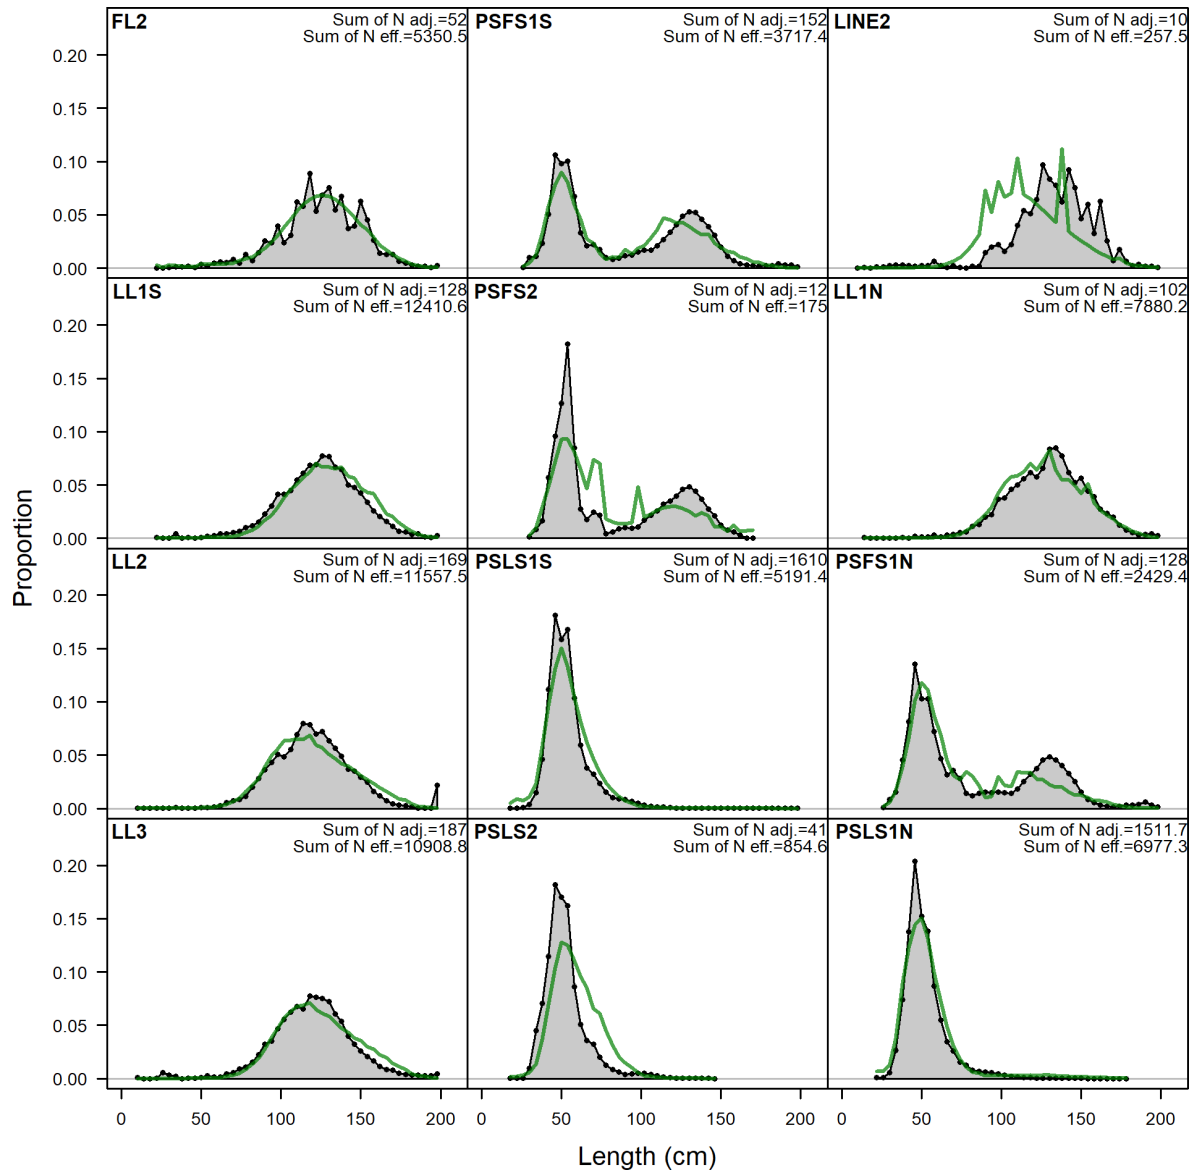 FL2
Sum of N adj.=52
Sum of N eff.=5350.5
PSFS1S
Sum of N adj.=152
Sum of N eff.=3717.4
LINE2
Sum of N adj.=10
Sum of N eff.=257.5
0.20
0.15
0.10
0.05
0.00
LL1S
Sum of N adj.=128
Sum of N eff.=12410.6
PSFS2
Sum of N adj.=12
Sum of N eff.=175
LL1N
Sum of N adj.=102
Sum of N eff.=7880.2
0.20
0.15
0.10
0.05
0.00
LL2
Sum of N adj.=169
Sum of N eff.=11557.5
PSLS1S
Sum of N adj.=1610
Sum of N eff.=5191.4
PSFS1N
Sum of N adj.=128
Sum of N eff.=2429.4
0.20
0.15
0.10
0.05
0.00
LL3
Sum of N adj.=187
Sum of N eff.=10908.8
PSLS2
Sum of N adj.=41
Sum of N eff.=854.6
PSLS1N
Sum of N adj.=1511.7
Sum of N eff.=6977.3
0.20
0.15
0.10
0.05
0.00
0 50 100 150 200
0 50 100 150 200
0 50 100 150 200
Proportion
Length (cm)